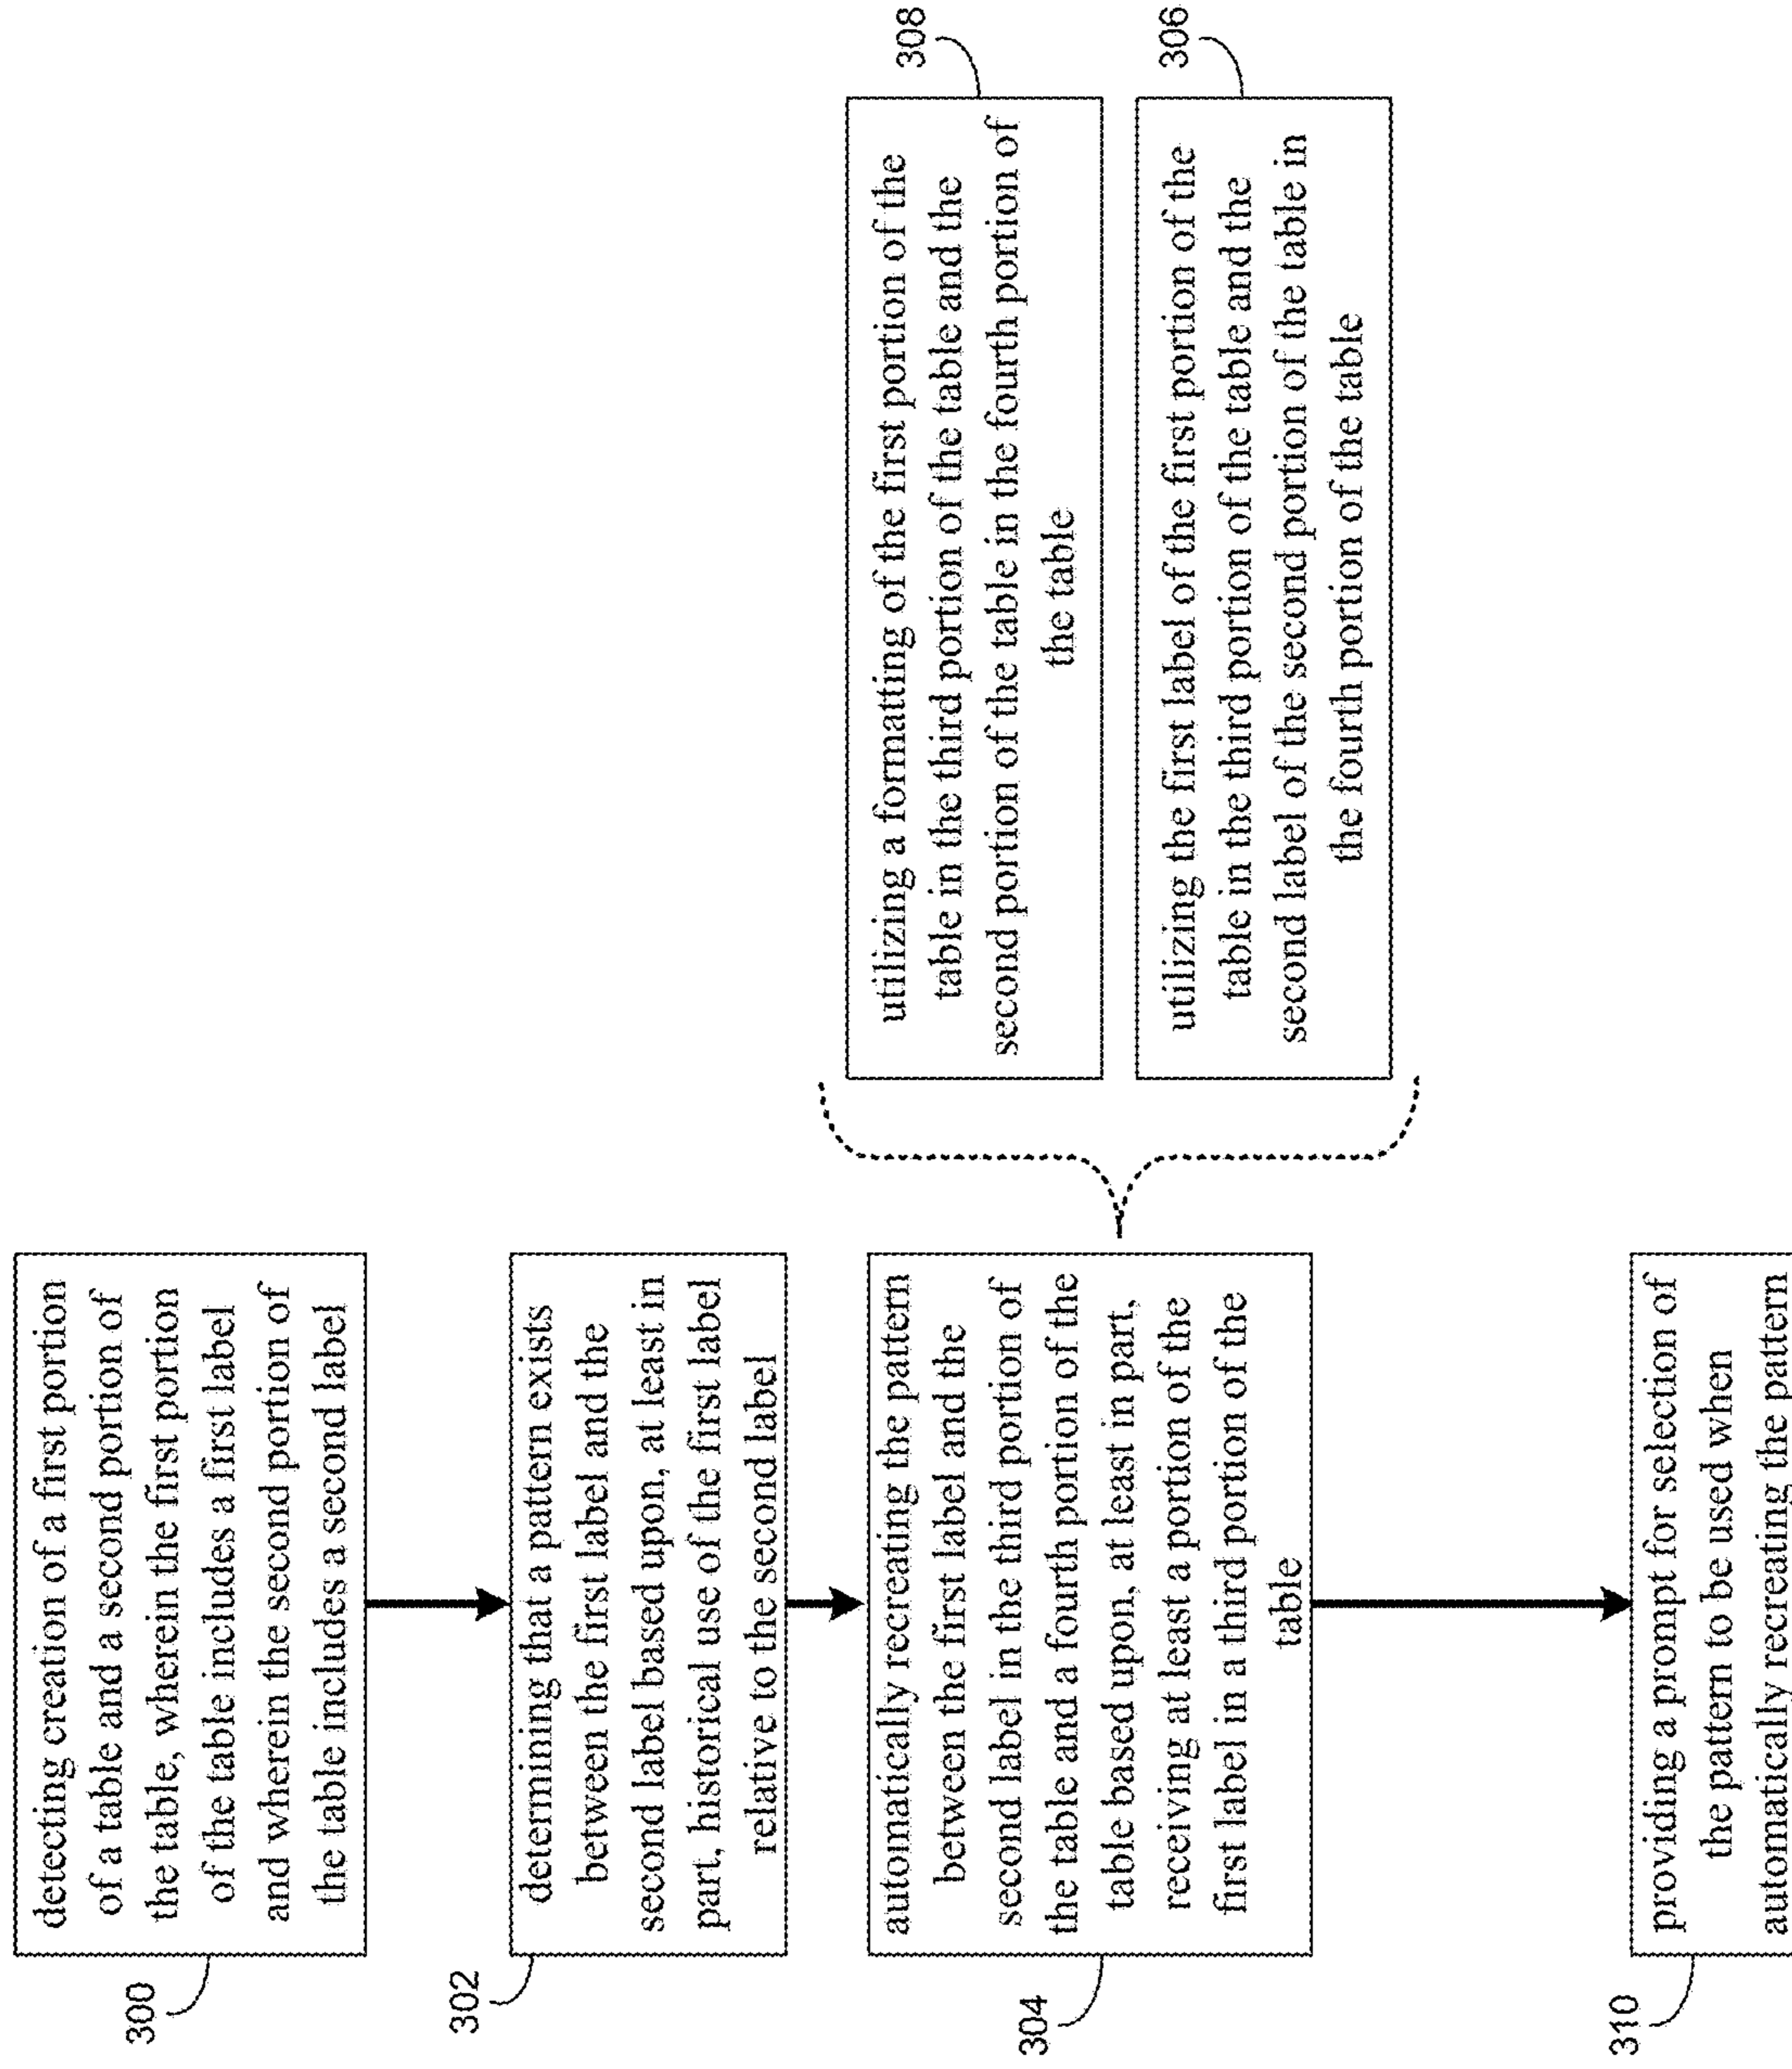 300
detecting creation of a first portion
of a table and a second portion of
the table, wherein the first portion
of the table includes a first label
and wherein the second portion of
the table includes a second label
302
determining that a pattern exists
between the first label and the
second label based upon, at least in
part, historical use of the first label
relative to the second label
304
automatically recreating the pattern
between the first label and the
second label in the third portion of
the table and a fourth portion of the
table based upon, at least in part,
receiving at least a portion of the
first label in a third portion of the
table
308
utilizing a formatting of the first portion of the
table in the third portion of the table and the
second portion of the table in the fourth portion of
the table
306
utilizing the first label of the first portion of the
table in the third portion of the table and the
second label of the second portion of the table in
the fourth portion of the table
310
providing a prompt for selection of
the pattern to be used when
automatically recreating the pattern